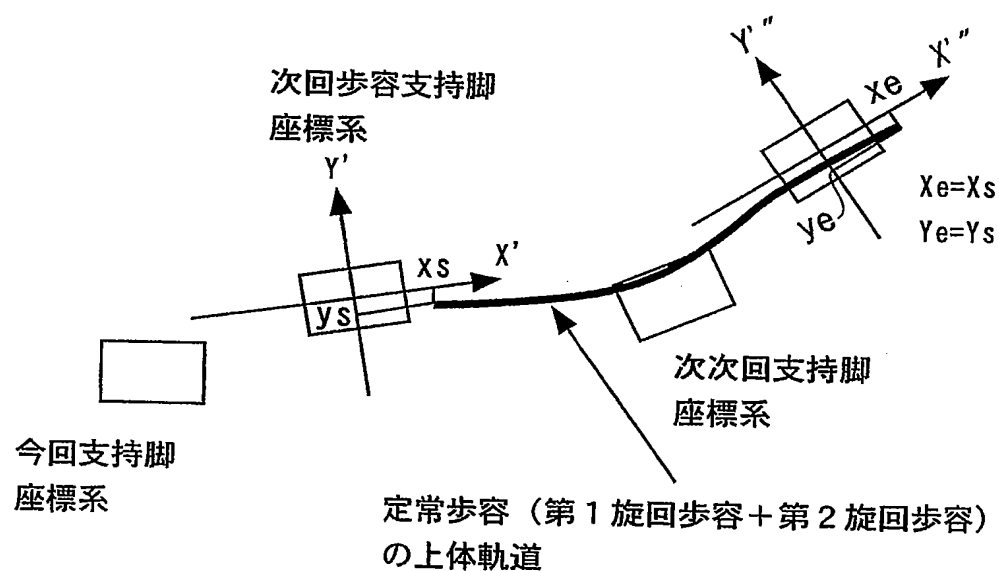 次回歩容支持脚
座標系
Y'
X'
xs
ys
Y'"
X'"
xe
ye
Xe=Xs
Ye=Ys
今回支持脚
座標系
次次回支持脚
座標系
定常歩容（第１旋回歩容＋第２旋回歩容）
の上体軌道